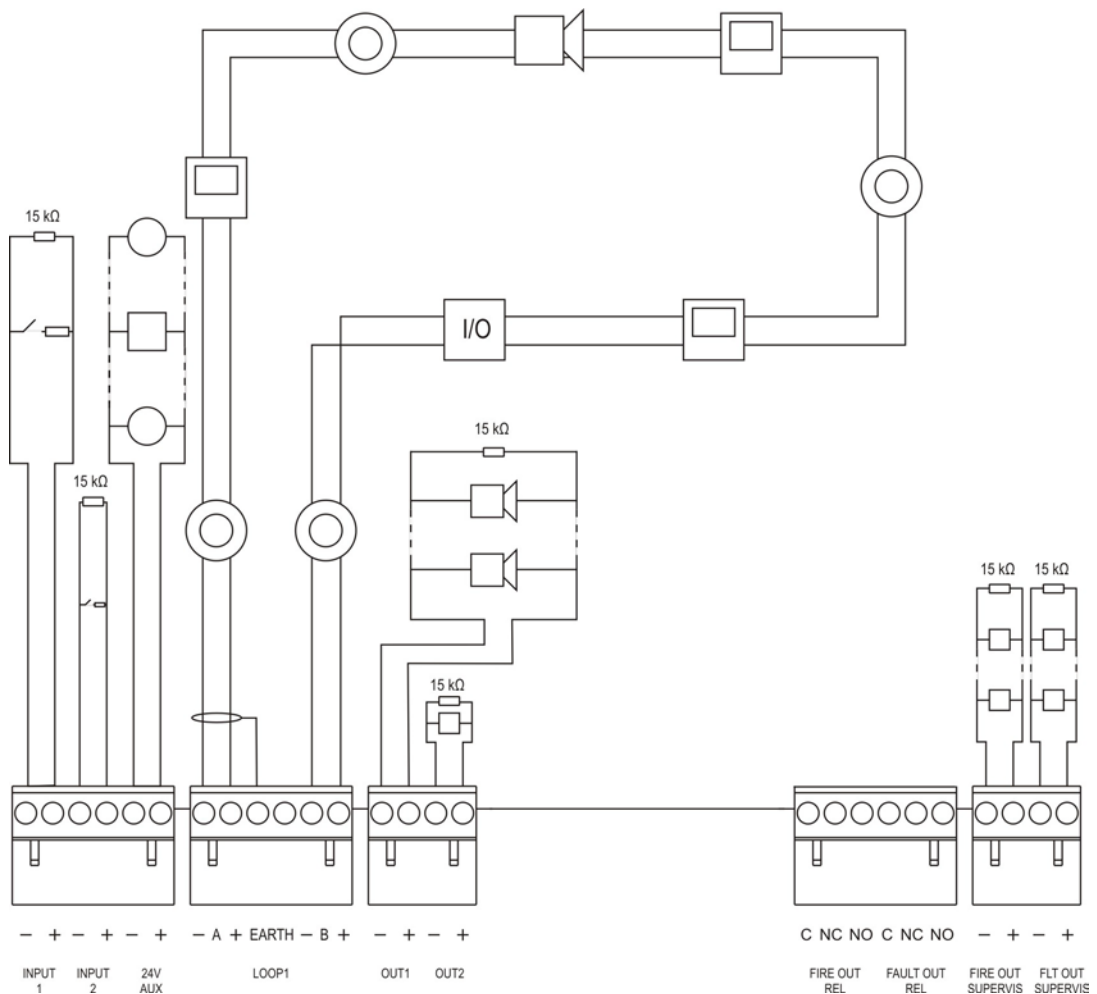 15 kΩ
I/O
15 kΩ
15 kΩ
15 kΩ
15 kΩ
15 kΩ
− + − + − +
− A + EARTH − B +
− + − +
C NC NO C NC NO
− + − +
INPUT
1
INPUT
2
24V
AUX
LOOP1
OUT1
OUT2
FIRE OUT
REL
FAULT OUT
REL
FIRE OUT
SUPERVIS
FLT OUT
SUPERVIS